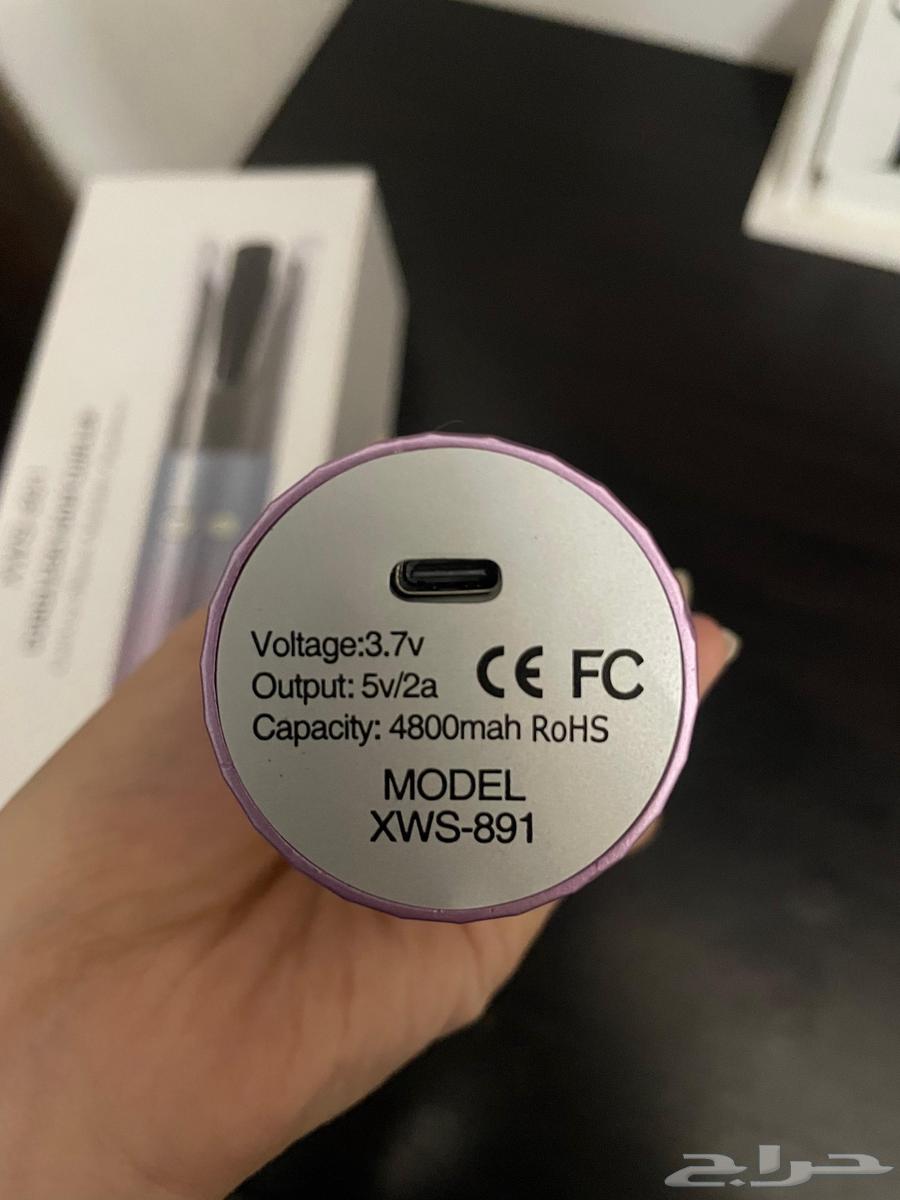 Voltage:3.7v
Output: 5v/2a
CE FC
Capacity: 4800mah RoHS
MODEL
XWS-891
حراج